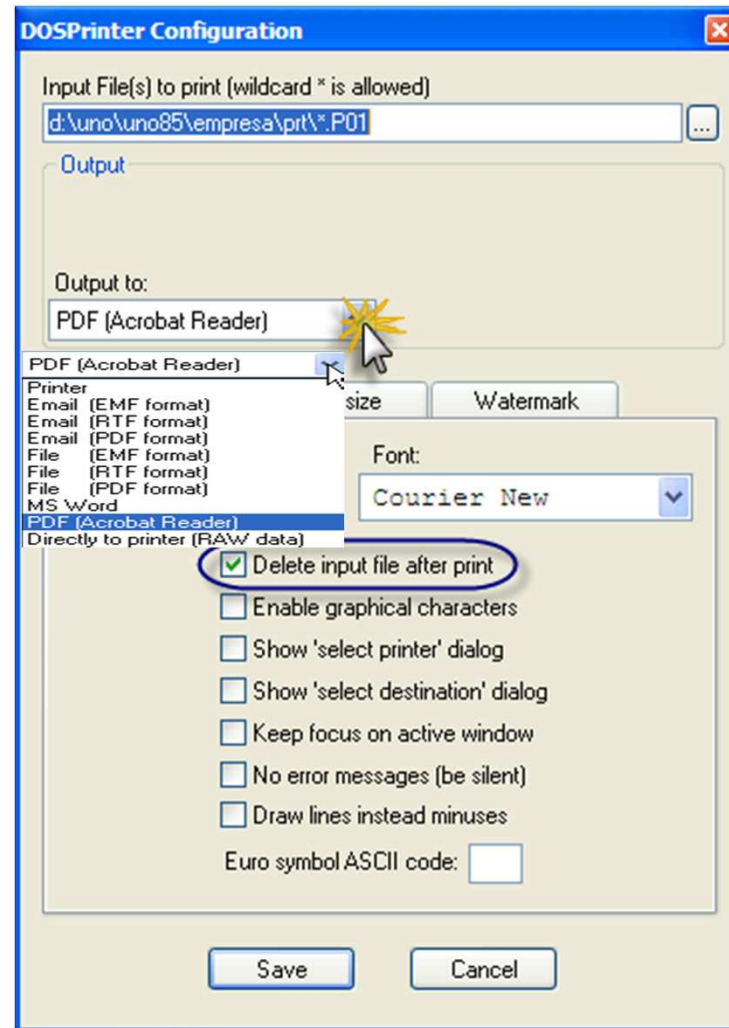 DOSPrinter Configuration
Input File(s) to print (wildcard * is allowed)
d:\uno\uno85\empresa\prt\*.P01
...
Output
Output to:
PDF (Acrobat Reader)
PDF (Acrobat Reader)
Printer
Email (EMF format)
Email (RTF format)
Email (PDF format)
File (EMF format)
File (RTF format)
File (PDF format)
MS Word
PDF (Acrobat Reader)
Directly to printer (RAW data)
size
Watermark
Font:
Courier New
Delete input file after print
Enable graphical characters
Show 'select printer' dialog
Show 'select destination' dialog
Keep focus on active window
No error messages (be silent)
Draw lines instead minuses
Euro symbol ASCII code:
Save
Cancel